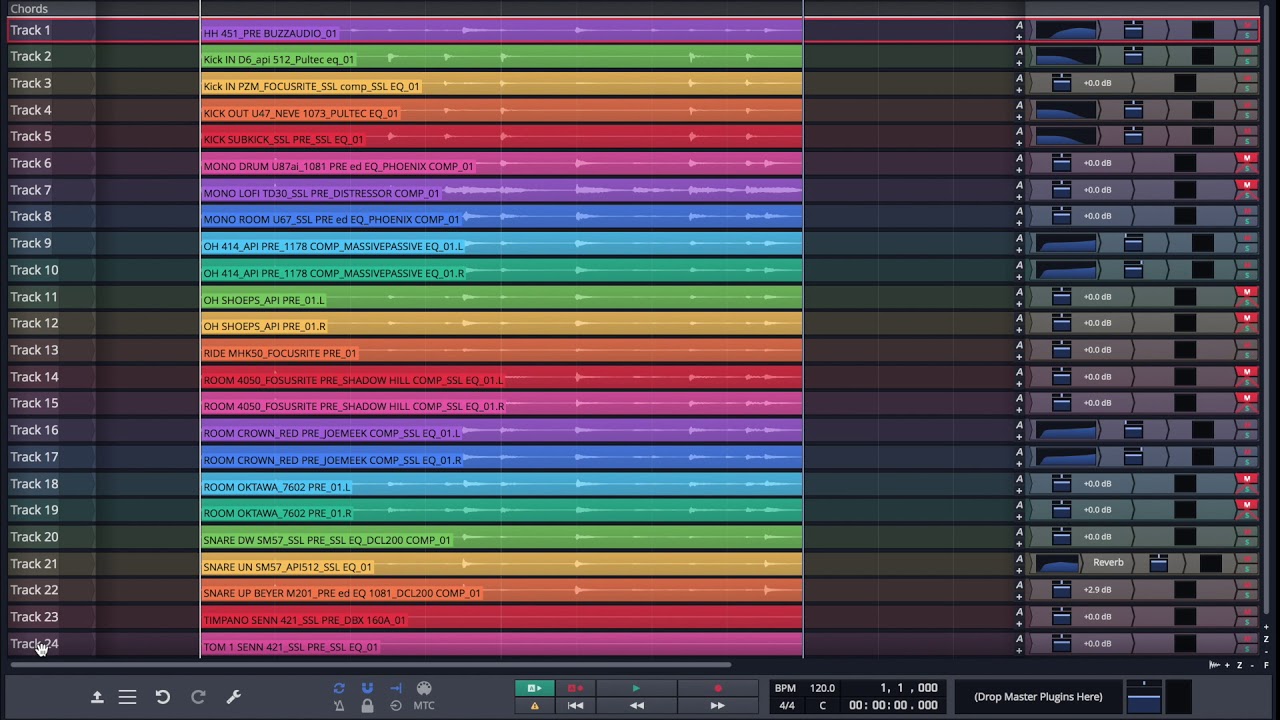 Chords
Track 1 HH 451_PRE BUZZAUDIO_01 A + M S
Track 2 Kick IN D6_api 512_Pultec eq_01 A + M S
Track 3 Kick IN PZM_FOCUSRITE_SSL comp_SSL EQ_01 A + +0.0 dB M S
Track 4 KICK OUT U47_NEVE 1073_PULTEC EQ_01 A + M S
Track 5 KICK SUBKICK_SSL PRE_SSL EQ_01 A + M S
Track 6 MONO DRUM U87ai_1081 PRE ed EQ_PHOENIX COMP_01 A + +0.0 dB M S
Track 7 MONO LOFI TD30_SSL PRE_DISTRESSOR COMP_01 A + +0.0 dB M S
Track 8 MONO ROOM U67_SSL PRE ed EQ_PHOENIX COMP_01 A + +0.0 dB M S
Track 9 OH 414_API PRE_1178 COMP_MASSIVEPASSIVE EQ_01.L A + M S
Track 10 OH 414_API PRE_1178 COMP_MASSIVEPASSIVE EQ_01.R A + M S
Track 11 OH SHOEPS_API PRE_01.L A + +0.0 dB M S
Track 12 OH SHOEPS_API PRE_01.R A + +0.0 dB M S
Track 13 RIDE MHK50_FOCUSRITE PRE_01 A + +0.0 dB M S
Track 14 ROOM 4050_FOSUSRITE PRE_SHADOW HILL COMP_SSL EQ_01.L A + +0.0 dB M S
Track 15 ROOM 4050_FOSUSRITE PRE_SHADOW HILL COMP_SSL EQ_01.R A + +0.0 dB M S
Track 16 ROOM CROWN_RED PRE_JOEMEEK COMP_SSL EQ_01.L A + M S
Track 17 ROOM CROWN_RED PRE_JOEMEEK COMP_SSL EQ_01.R A + M S
Track 18 ROOM OKTAWA_7602 PRE_01.L A + +0.0 dB M S
Track 19 ROOM OKTAWA_7602 PRE_01.R A + +0.0 dB M S
Track 20 SNARE DW SM57_SSL PRE_SSL EQ_DCL200 COMP_01 A + +0.0 dB M S
Track 21 SNARE UN SM57_API512_SSL EQ_01 A + Reverb M S
Track 22 SNARE UP BEYER M201_PRE ed EQ 1081_DCL200 COMP_01 A + +2.9 dB M S
Track 23 TIMPANO SENN 421_SSL PRE_DBX 160A_01 A + +0.0 dB M S
Track 24 TOM 1 SENN 421_SSL PRE_SSL EQ_01 A + +0.0 dB M S
+ Z -
+ Z - F
MTC
A
BPM 120.0 1, 1, 000
4/4 C 00: 00: 00. 000
(Drop Master Plugins Here)